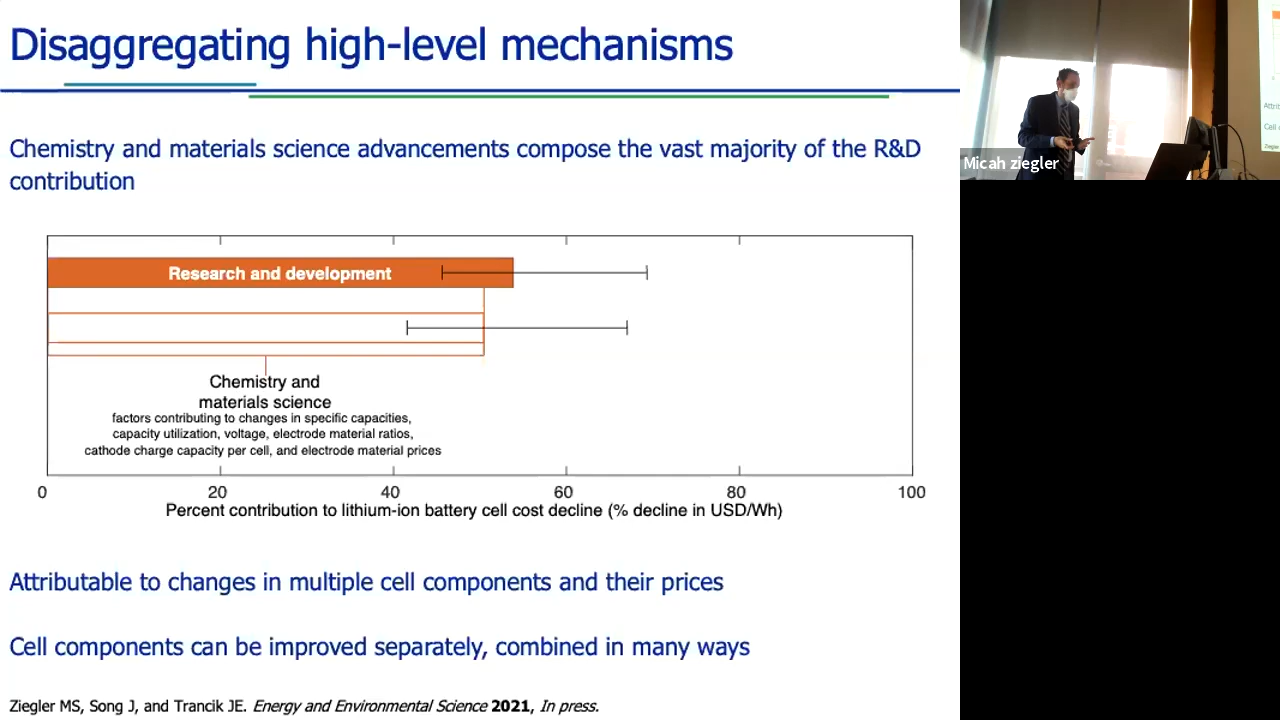 Disaggregating high-level mechanisms
Chemistry and materials science advancements compose the vast majority of the R&D
contribution
Research and development
Chemistry and
materials science
factors contributing to changes in specific capacities,
capacity utilization, voltage, electrode material ratios,
cathode charge capacity per cell, and electrode material prices
0 20 40 60 80 100
Percent contribution to lithium-ion battery cell cost decline (% decline in USD/Wh)
Attributable to changes in multiple cell components and their prices
Cell components can be improved separately, combined in many ways
Ziegler MS, Song J, and Trancik JE. Energy and Environmental Science 2021, In press.
Micah ziegler
Attrib
Cell c
Ziegle